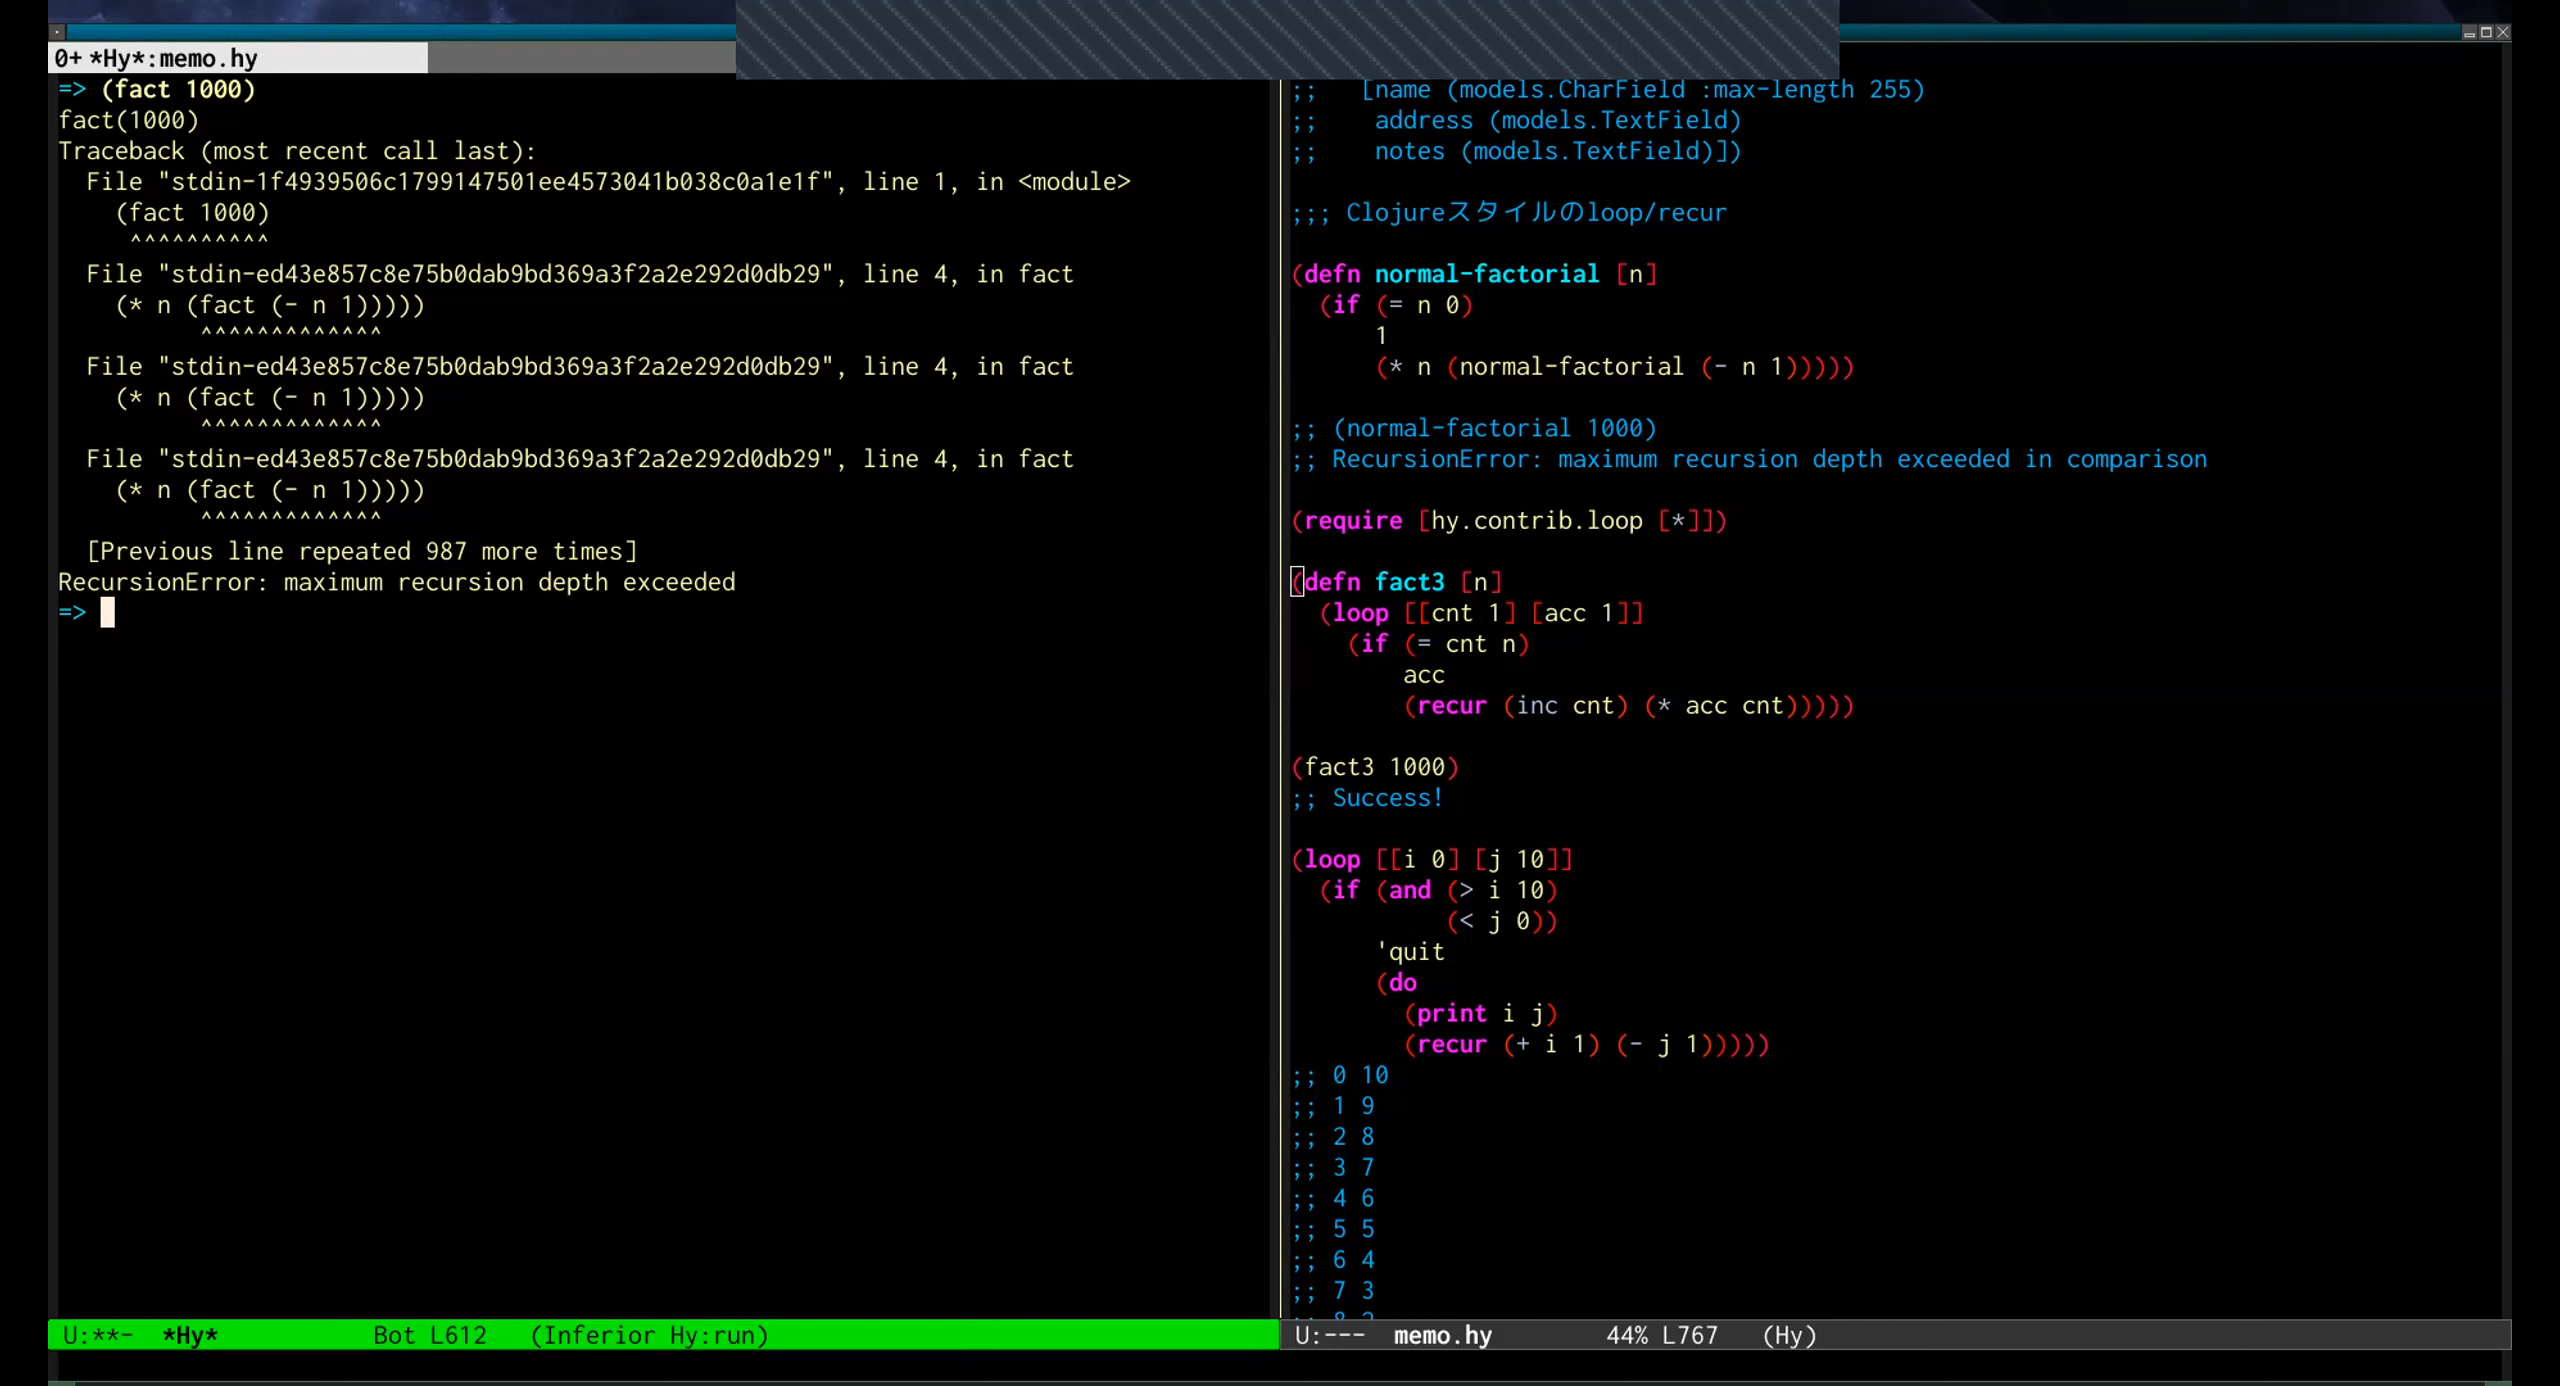 0+ *Hy*:memo.hy
=> (fact 1000)
fact(1000)
Traceback (most recent call last):
  File "stdin-1f4939506c1799147501ee4573041b038c0a1e1f", line 1, in <module>
    (fact 1000)
     ^^^^^^^^^^
  File "stdin-ed43e857c8e75b0dab9bd369a3f2a2e292d0db29", line 4, in fact
    (* n (fact (- n 1)))))
          ^^^^^^^^^^^^^
  File "stdin-ed43e857c8e75b0dab9bd369a3f2a2e292d0db29", line 4, in fact
    (* n (fact (- n 1)))))
          ^^^^^^^^^^^^^
  File "stdin-ed43e857c8e75b0dab9bd369a3f2a2e292d0db29", line 4, in fact
    (* n (fact (- n 1)))))
          ^^^^^^^^^^^^^
  [Previous line repeated 987 more times]
RecursionError: maximum recursion depth exceeded
=>
U:**-  *Hy*           Bot L612   (Inferior Hy:run)
;;   [name (models.CharField :max-length 255)
;;    address (models.TextField)
;;    notes (models.TextField)])
;;; Clojureスタイルのloop/recur
(defn normal-factorial [n]
  (if (= n 0)
      1
      (* n (normal-factorial (- n 1)))))
;; (normal-factorial 1000)
;; RecursionError: maximum recursion depth exceeded in comparison
(require [hy.contrib.loop [*]])
(defn fact3 [n]
  (loop [[cnt 1] [acc 1]]
    (if (= cnt n)
        acc
        (recur (inc cnt) (* acc cnt)))))
(fact3 1000)
;; Success!
(loop [[i 0] [j 10]]
  (if (and (> i 10)
           (< j 0))
      'quit
      (do
        (print i j)
        (recur (+ i 1) (- j 1)))))
;; 0 10
;; 1 9
;; 2 8
;; 3 7
;; 4 6
;; 5 5
;; 6 4
;; 7 3
;; 8 2
U:---  memo.hy        44% L767   (Hy)